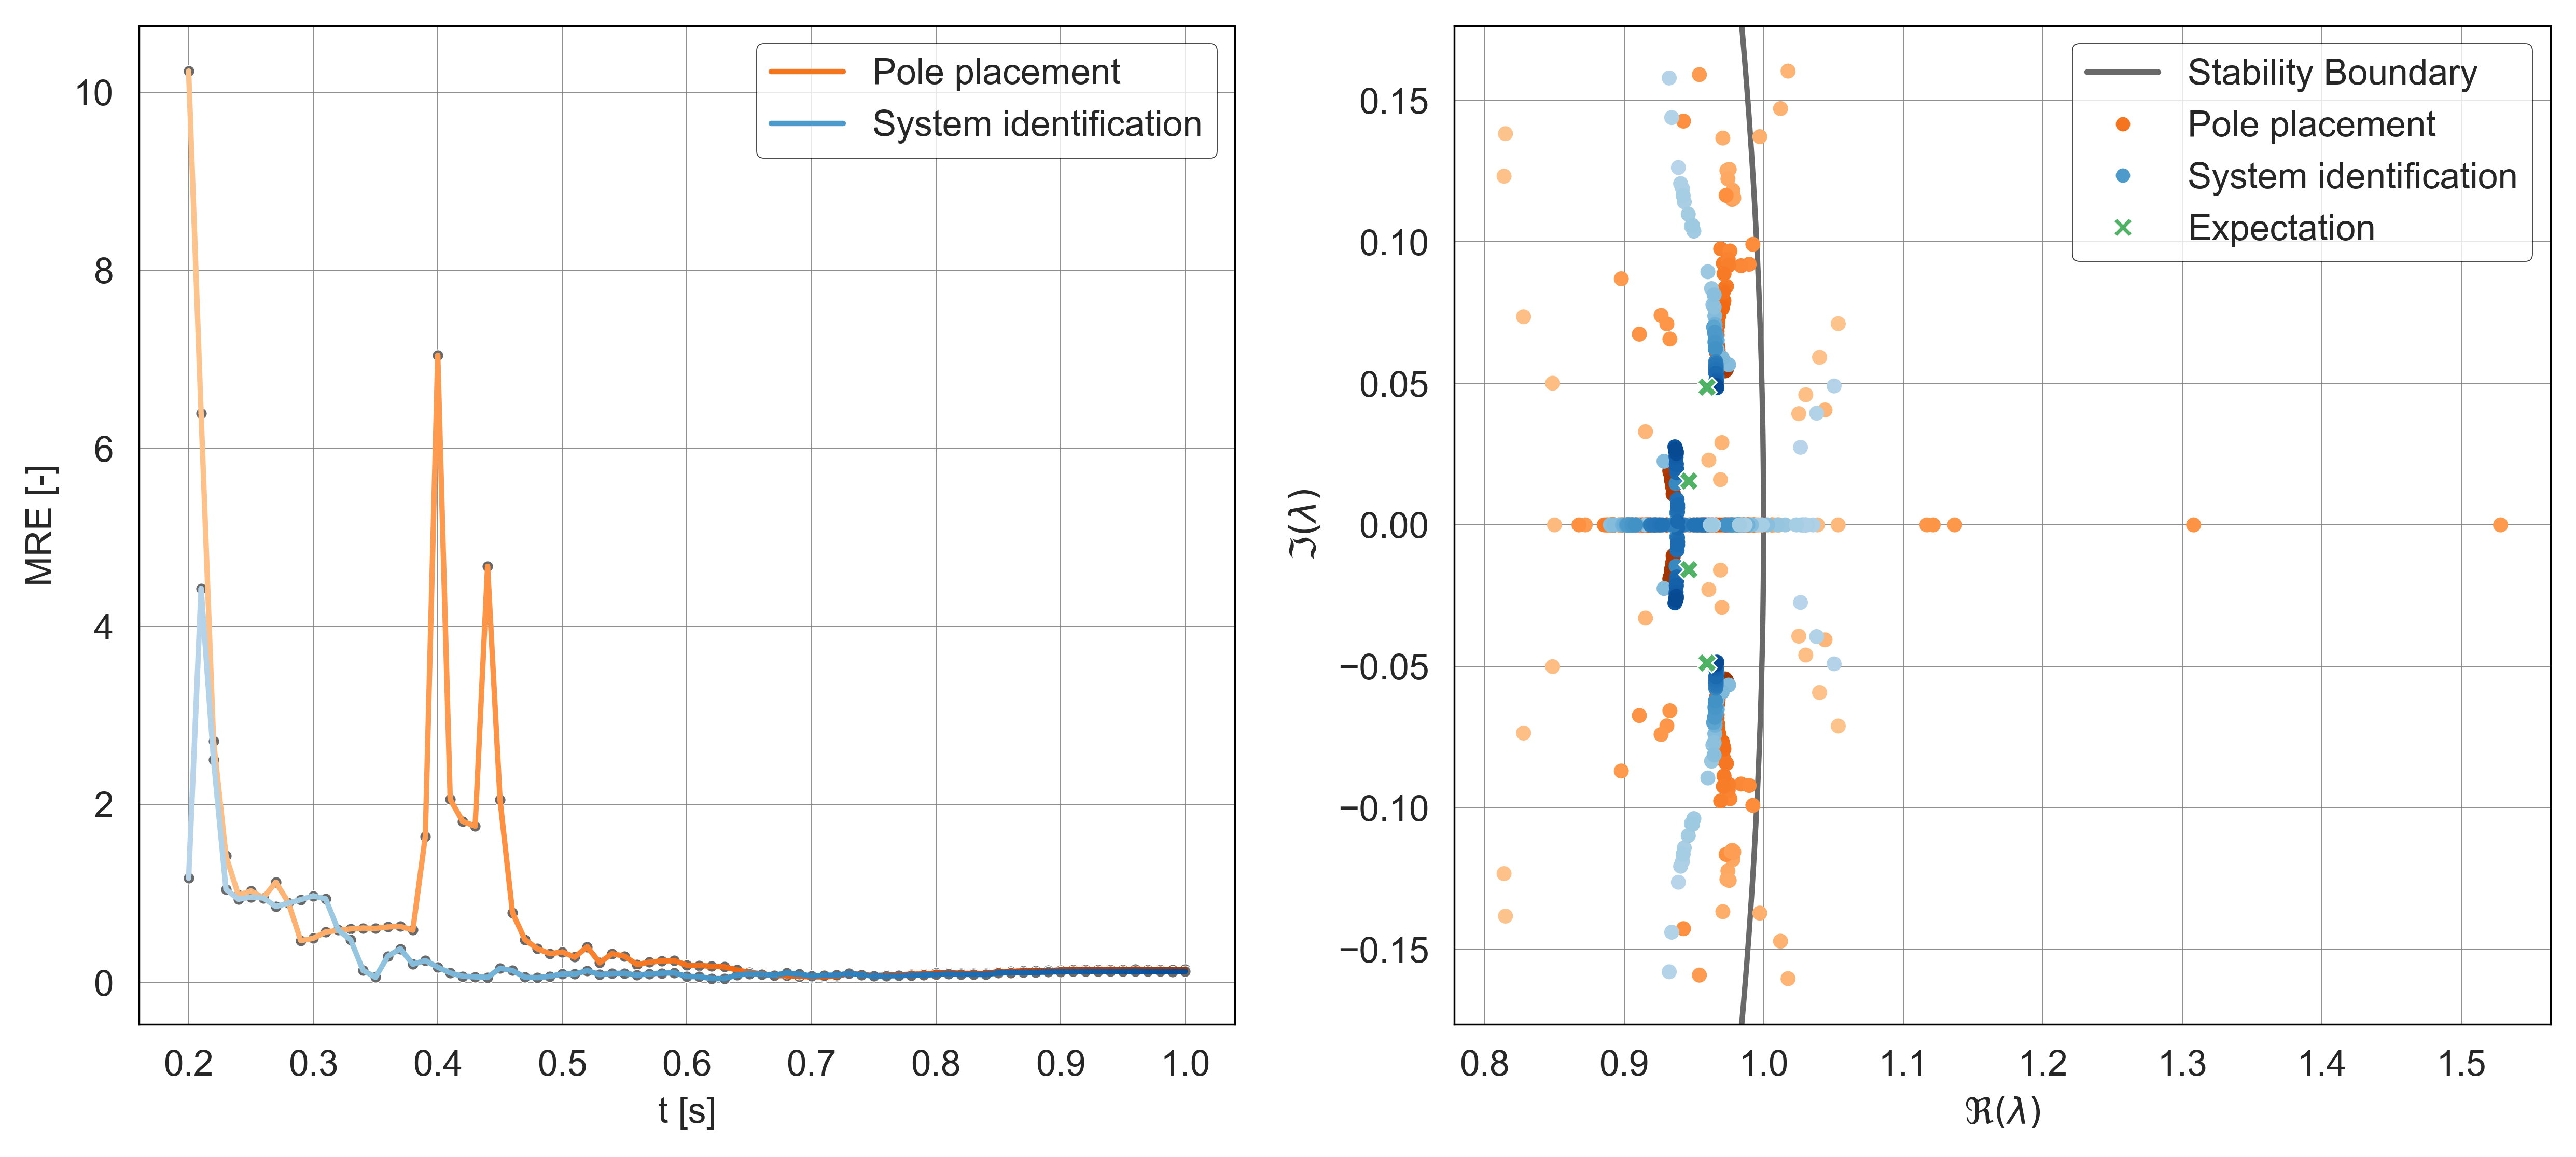 10
8
6
4
2
0
MRE [-]
0.2 0.3 0.4 0.5 0.6 0.7 0.8 0.9 1.0
t [s]
Pole placement
System identification
0.15
0.10
0.05
0.00
−0.05
−0.10
−0.15
ℑ(λ)
0.8 0.9 1.0 1.1 1.2 1.3 1.4 1.5
ℜ(λ)
Stability Boundary
Pole placement
System identification
Expectation